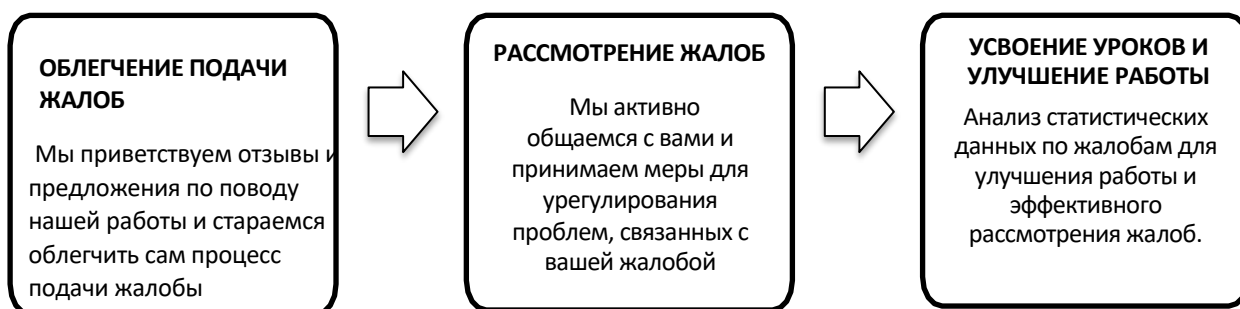 ОБЛЕГЧЕНИЕ ПОДАЧИ
ЖАЛОБ
Мы приветствуем отзывы и
предложения по поводу
нашей работы и стараемся
облегчить сам процесс
подачи жалобы
РАССМОТРЕНИЕ ЖАЛОБ
Мы активно
общаемся с вами и
принимаем меры для
урегулирования
проблем, связанных с
вашей жалобой
УСВОЕНИЕ УРОКОВ И
УЛУЧШЕНИЕ РАБОТЫ
Анализ статистических
данных по жалобам для
улучшения работы и
эффективного
рассмотрения жалоб.